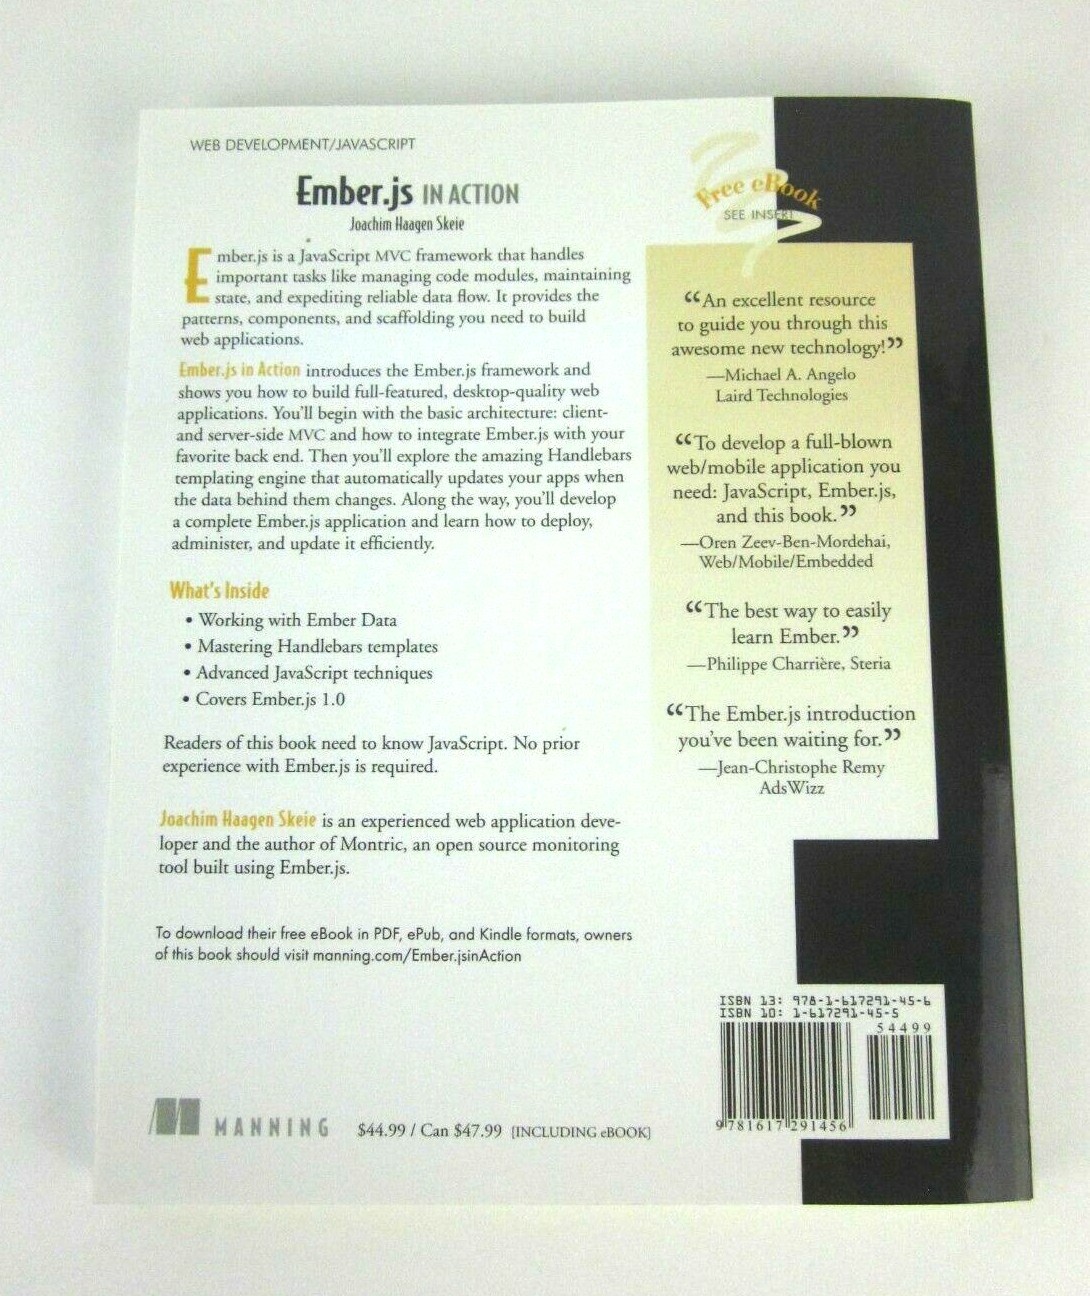 WEB DEVELOPMENT/JAVASCRIPT
Ember.js IN ACTION
Joachim Haagen Skeie
Ember.js is a JavaScript MVC framework that handles
important tasks like managing code modules, maintaining
state, and expediting reliable data flow. It provides the
patterns, components, and scaffolding you need to build
web applications.
Ember.js in Action introduces the Ember.js framework and
shows you how to build full-featured, desktop-quality web
applications. You'll begin with the basic architecture: client-
and server-side MVC and how to integrate Ember.js with your
favorite back end. Then you'll explore the amazing Handlebars
templating engine that automatically updates your apps when
the data behind them changes. Along the way, you'll develop
a complete Ember.js application and learn how to deploy,
administer, and update it efficiently.
What's Inside
• Working with Ember Data
• Mastering Handlebars templates
• Advanced JavaScript techniques
• Covers Ember.js 1.0
Readers of this book need to know JavaScript. No prior
experience with Ember.js is required.
Joachim Haagen Skeie is an experienced web application deve-
loper and the author of Montric, an open source monitoring
tool built using Ember.js.
To download their free eBook in PDF, ePub, and Kindle formats, owners
of this book should visit manning.com/Ember.jsinAction
MANNING
$44.99 / Can $47.99 [INCLUDING eBOOK]
Free eBook
SEE INSERT
“An excellent resource
to guide you through this
awesome new technology!”
—Michael A. Angelo
Laird Technologies
“To develop a full-blown
web/mobile application you
need: JavaScript, Ember.js,
and this book.”
—Oren Zeev-Ben-Mordehai,
Web/Mobile/Embedded
“The best way to easily
learn Ember.”
—Philippe Charrière, Steria
“The Ember.js introduction
you've been waiting for.”
—Jean-Christophe Remy
AdsWizz
ISBN 13: 978-1-617291-45-6
ISBN 10: 1-617291-45-5
54499
9 781617 291456